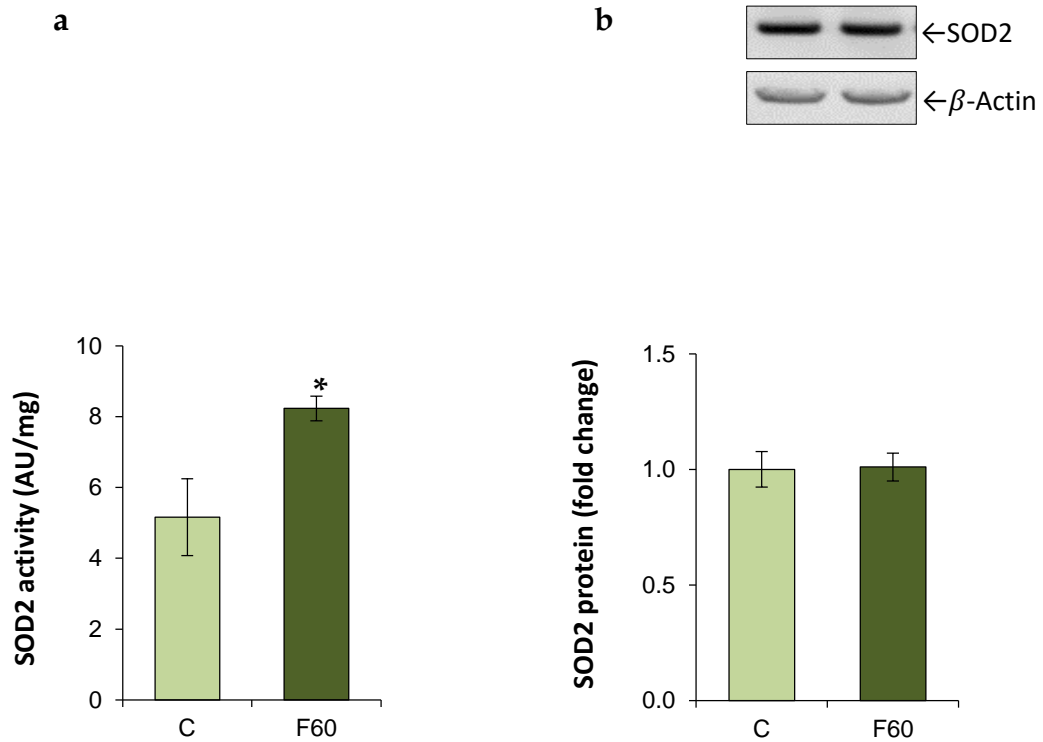 a
b
←SOD2
←β-Actin
SOD2 activity (AU/mg)
10
8
6
4
2
0
*
C
F60
SOD2 protein (fold change)
1.5
1.0
0.5
0.0
C
F60